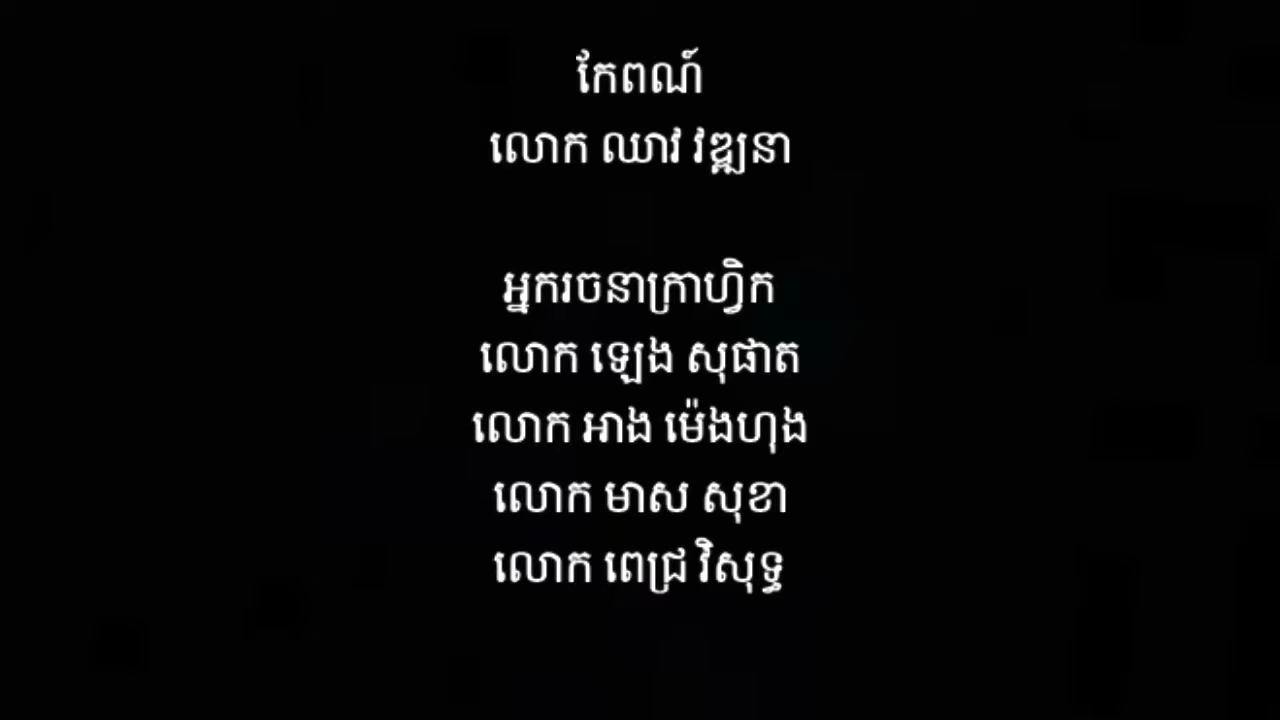 កែពណ៍
លោក ឈាវ វឌ្ឍនា
អ្នករចនាក្រាហ្វិក
លោក ឡេង សុផាត
លោក អាង ម៉េងហុង
លោក មាស សុខា
លោក ពេជ្រ វិសុទ្ធ